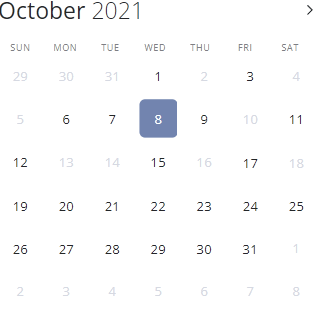 October 2021
SUN MON TUE WED THU FRI SAT
29 30 31 1 2 3 4
5 6 7 8 9 10 11
12 13 14 15 16 17 18
19 20 21 22 23 24 25
26 27 28 29 30 31 1
2 3 4 5 6 7 8